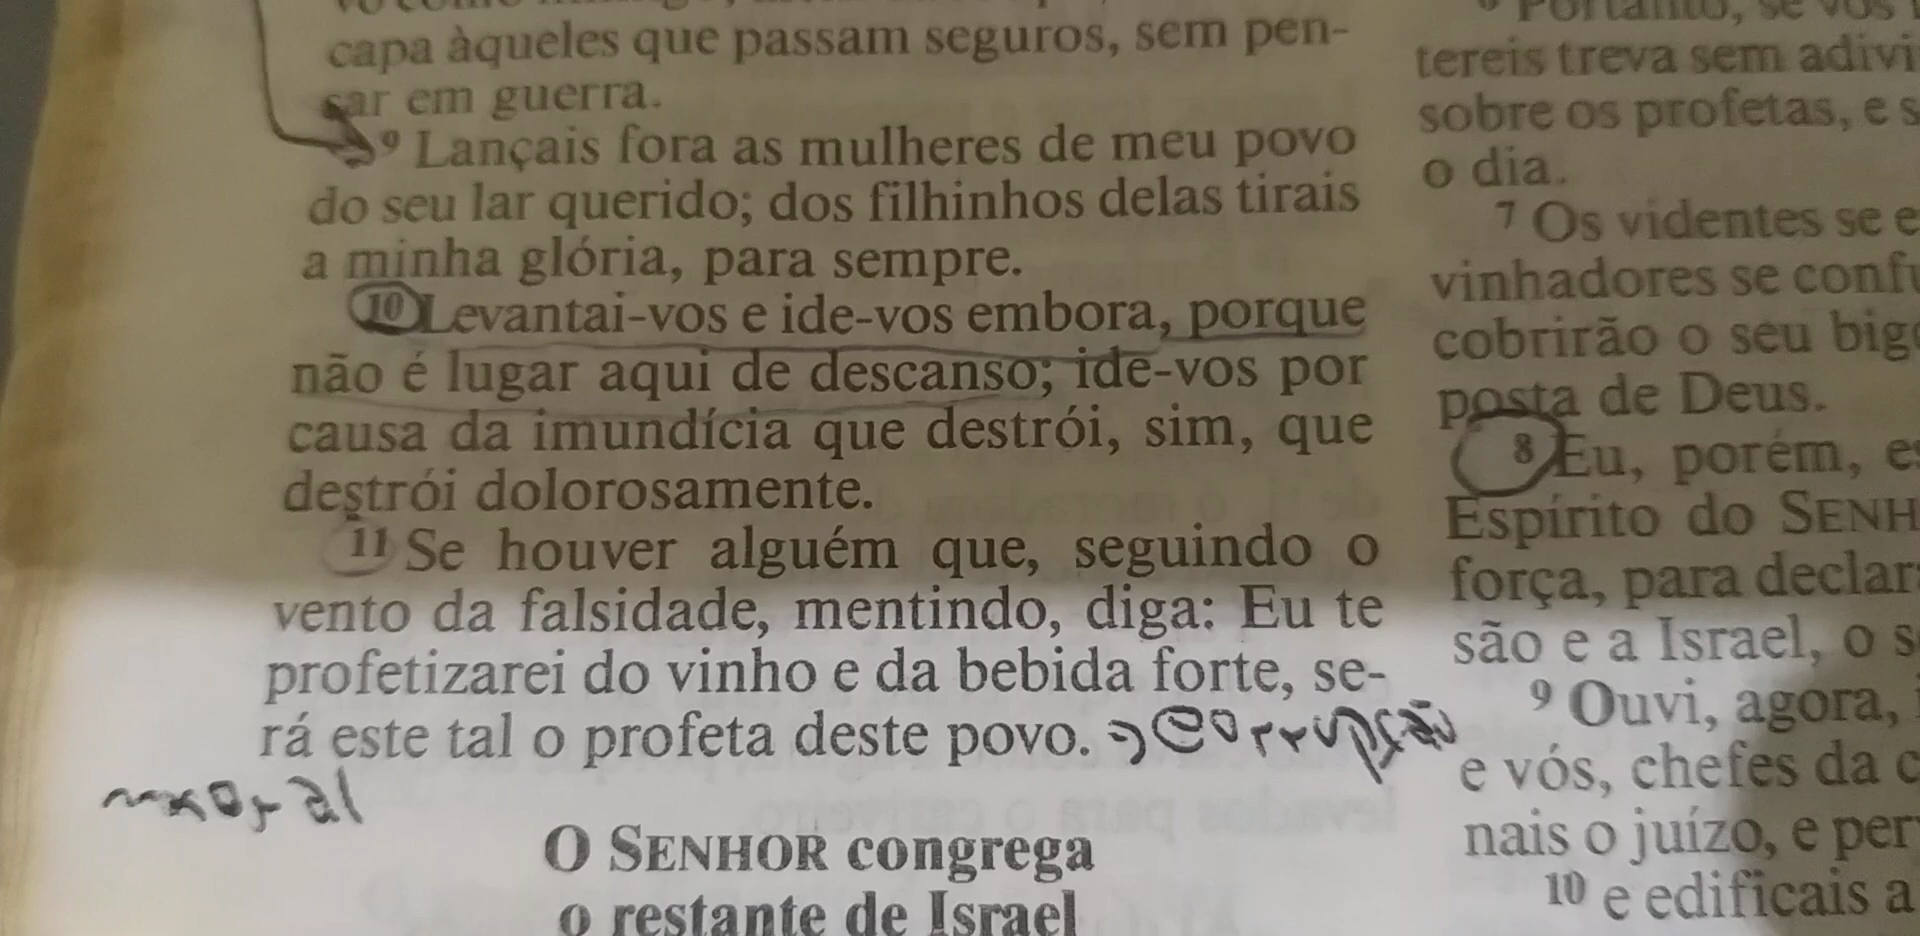 capa àqueles que passam seguros, sem pen-
sar em guerra.
9 Lançais fora as mulheres de meu povo
do seu lar querido; dos filhinhos delas tirais
a minha glória, para sempre.
10 Levantai-vos e ide-vos embora, porque
não é lugar aqui de descanso; ide-vos por
causa da imundícia que destrói, sim, que
destrói dolorosamente.
11 Se houver alguém que, seguindo o
vento da falsidade, mentindo, diga: Eu te
profetizarei do vinho e da bebida forte, se-
rá este tal o profeta deste povo. → Corrupção
moral
O SENHOR congrega
o restante de Israel
Portanto, se vos
tereis treva sem adivi
sobre os profetas, e s
o dia.
7 Os videntes se e
vinhadores se confu
cobrirão o seu bigo
posta de Deus.
8 Eu, porém, es
Espírito do SENH
força, para declar
são e a Israel, o s
9 Ouvi, agora,
e vós, chefes da c
nais o juízo, e per
10 e edificais a